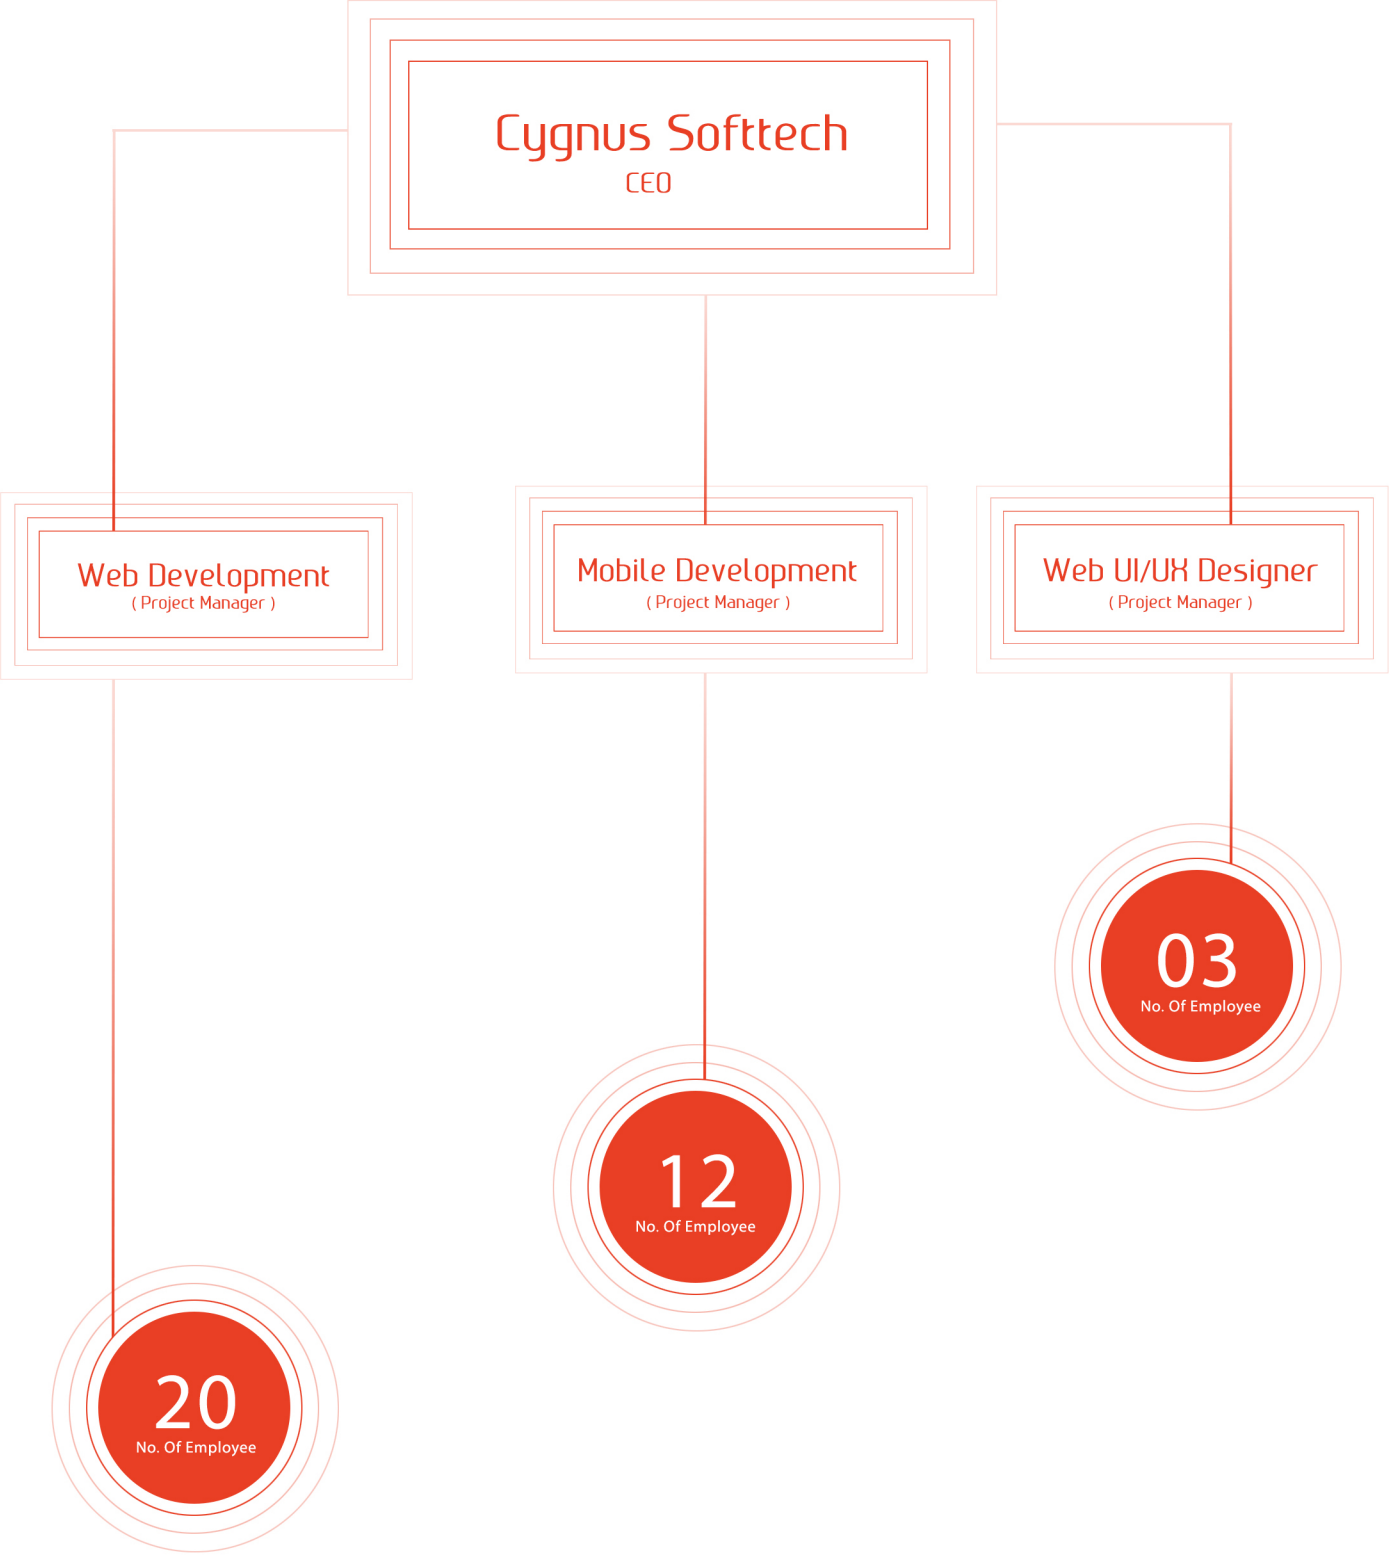 Cygnus Softtech
CEO
Web Development
( Project Manager )
Mobile Development
( Project Manager )
Web UI/UX Designer
( Project Manager )
03
No. Of Employee
12
No. Of Employee
20
No. Of Employee